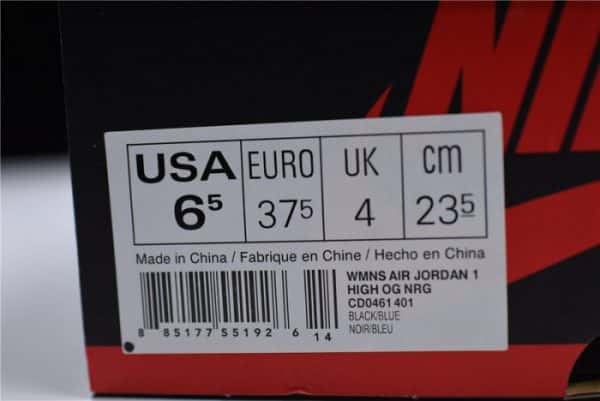 NIK
USA EURO UK cm
6⁵ 37⁵ 4 23⁵
Made in China / Fabrique en Chine / Hecho en China
WMNS AIR JORDAN 1
HIGH OG NRG
CD0461 401
BLACK/BLUE
NOIR/BLEU
8 85177 55192 6 14